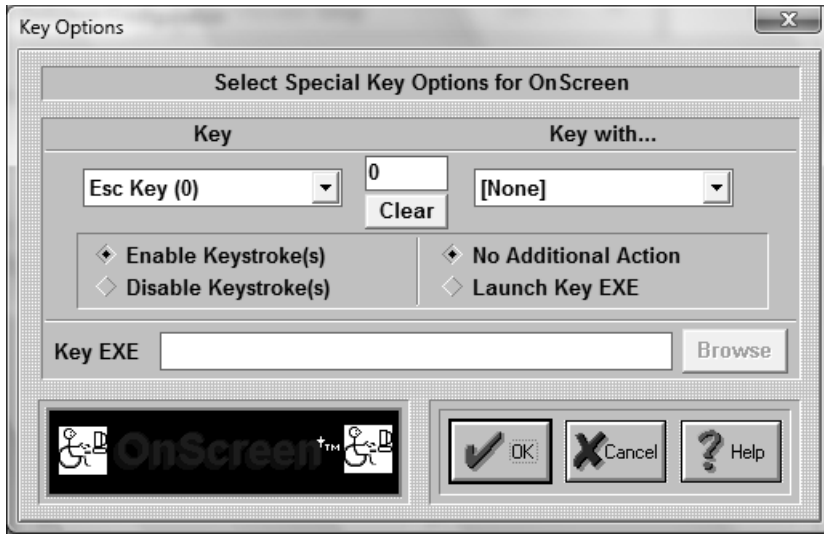 Key Options
Select Special Key Options for OnScreen
Key Key with...
Esc Key (0) 0 [None]
Clear
Enable Keystroke(s) No Additional Action
Disable Keystroke(s) Launch Key EXE
Key EXE Browse
OnScreen†™ OK Cancel Help